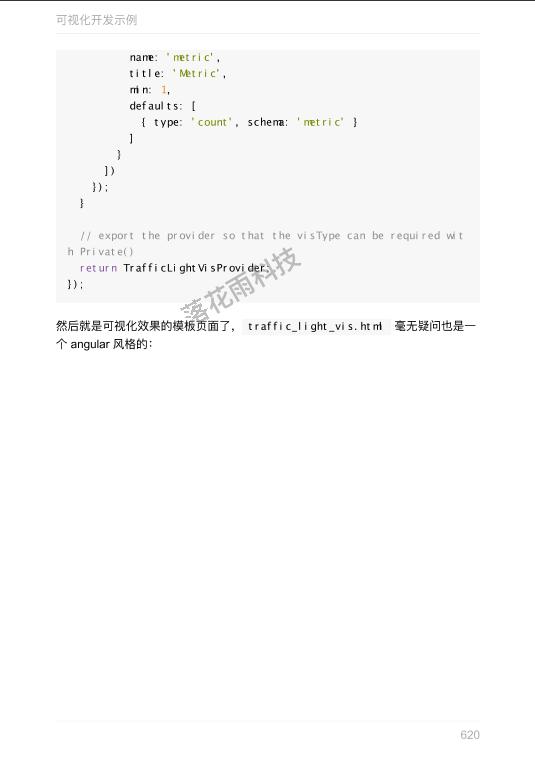 可视化开发示例
name: 'metric',
title: 'Metric',
min: 1,
defaults: [
{ type: 'count', schema: 'metric' }
]
}
])
});
}
// export the provider so that the visType can be required wit
h Private()
return TrafficLightVisProvider;
});
落花雨科技
然后就是可视化效果的模板页面了，traffic_light_vis.html 毫无疑问也是一
个 angular 风格的：
620